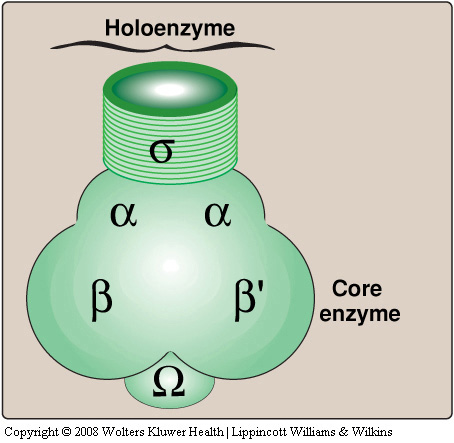 Holoenzyme
σ
α α
β β'
Core
enzyme
Ω
Copyright © 2008 Wolters Kluwer Health | Lippincott Williams & Wilkins